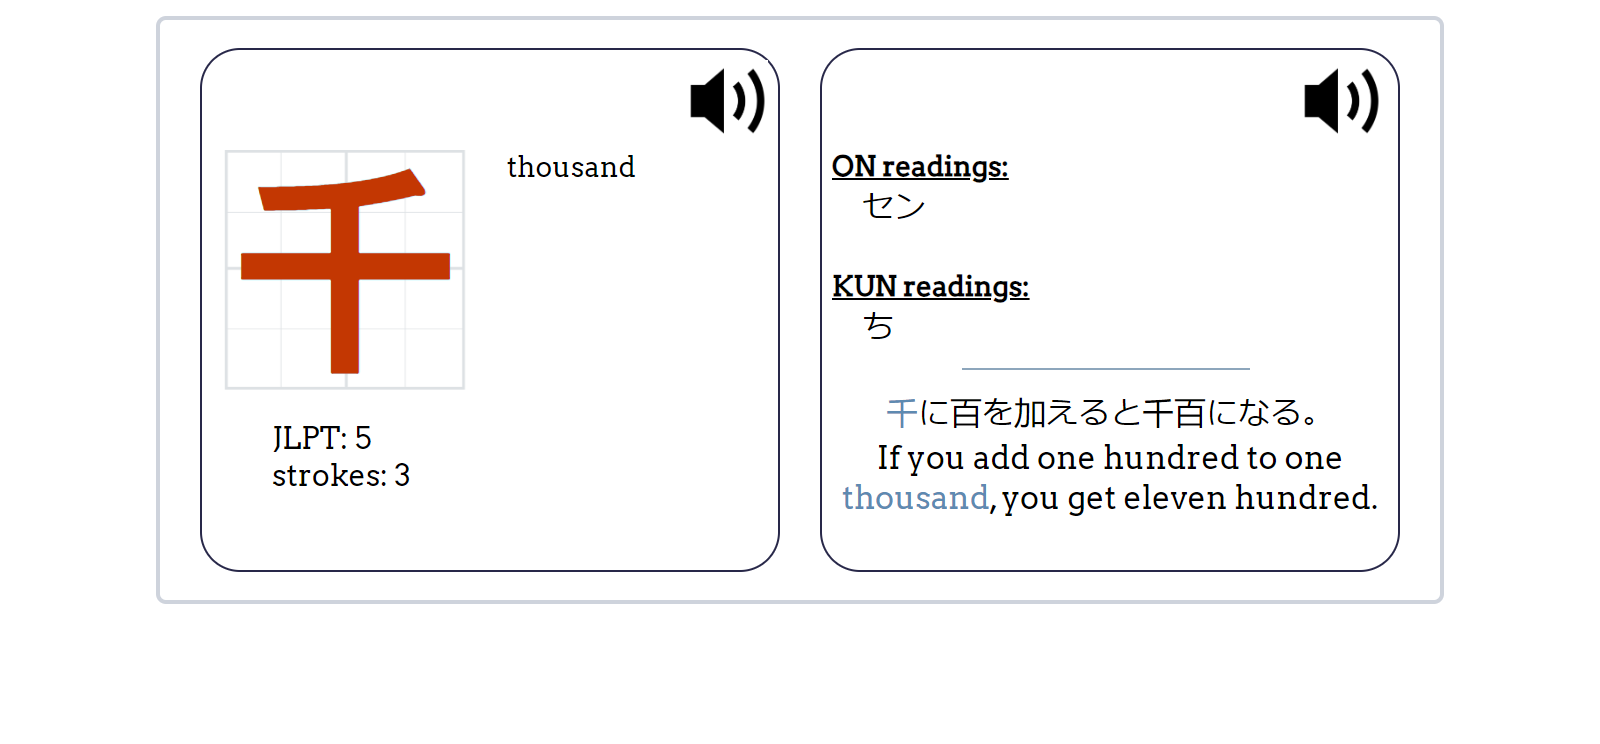 千
thousand
JLPT: 5
strokes: 3
ON readings:
セン
KUN readings:
ち
千に百を加えると千百になる。
If you add one hundred to one
thousand, you get eleven hundred.